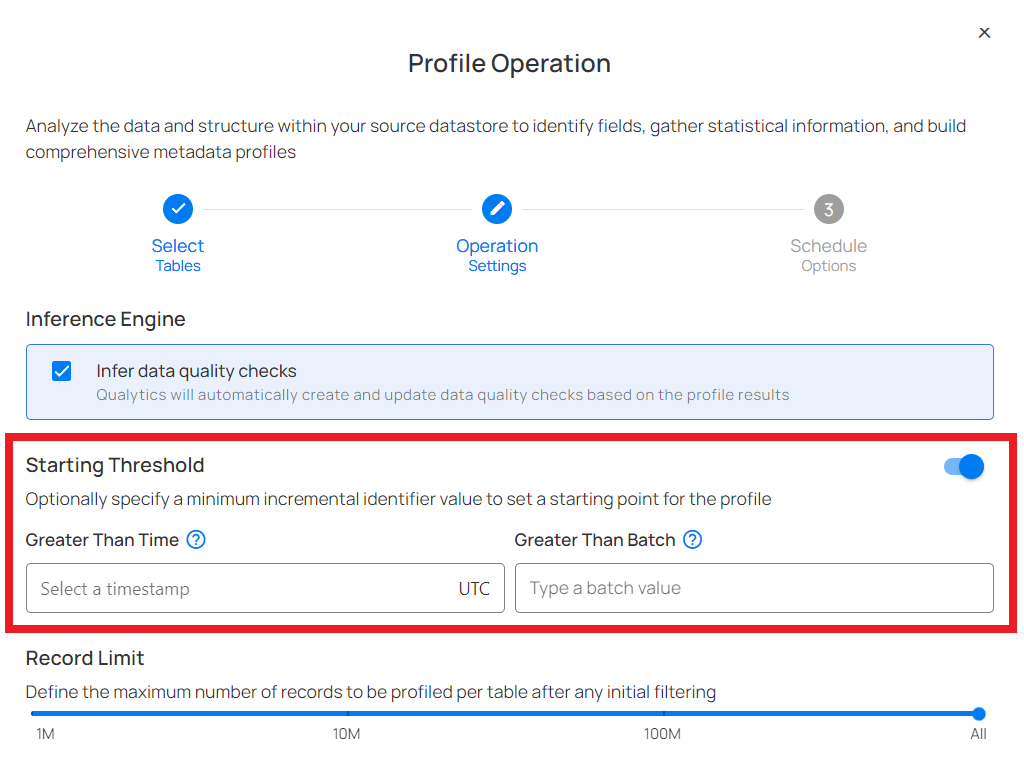 Profile Operation
Analyze the data and structure within your source datastore to identify fields, gather statistical information, and build
comprehensive metadata profiles
3
Select
Tables
Operation
Settings
Schedule
Options
Inference Engine
Infer data quality checks
Qualytics will automatically create and update data quality checks based on the profile results
Starting Threshold
Optionally specify a minimum incremental identifier value to set a starting point for the profile
Greater Than Time ?
Greater Than Batch ?
Select a timestamp UTC
Type a batch value
Record Limit
Define the maximum number of records to be profiled per table after any initial filtering
1M 10M 100M All